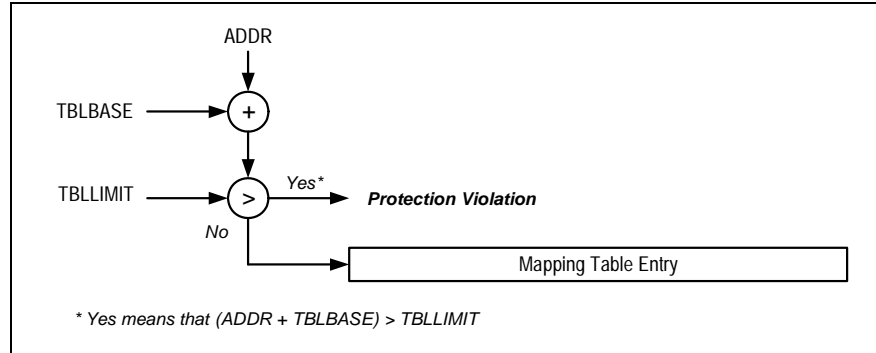 ADDR
TBLBASE
+
TBLLIMIT
>
Yes*
Protection Violation
No
Mapping Table Entry
* Yes means that (ADDR + TBLBASE) > TBLLIMIT